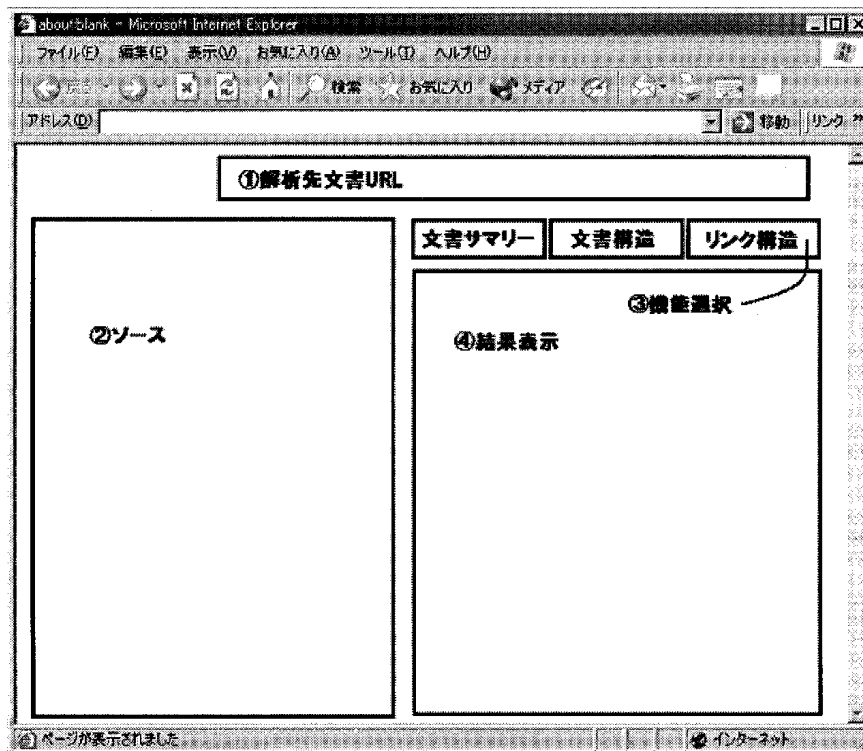 about:blank - Microsoft Internet Explorer
ファイル(F) 編集(E) 表示(V) お気に入り(A) ツール(T) ヘルプ(H)
戻る 検索 お気に入り メディア
アドレス(D) 移動 リンク »
①解析先文書URL
文書サマリー 文書構造 リンク構造
③機能選択
②ソース
④結果表示
ページが表示されました インターネット